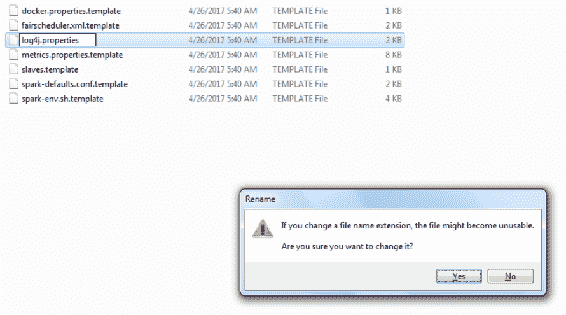 docker.properties.template 4/26/2017 5:40 AM TEMPLATE File 1 KB
fairscheduler.xml.template 4/26/2017 5:40 AM TEMPLATE File 2 KB
log4j.properties 4/26/2017 5:40 AM TEMPLATE File 2 KB
metrics.properties.template 4/26/2017 5:40 AM TEMPLATE File 8 KB
slaves.template 4/26/2017 5:40 AM TEMPLATE File 1 KB
spark-defaults.conf.template 4/26/2017 5:40 AM TEMPLATE File 2 KB
spark-env.sh.template 4/26/2017 5:40 AM TEMPLATE File 4 KB
Rename
If you change a file name extension, the file might become unusable.
Are you sure you want to change it?
Yes No